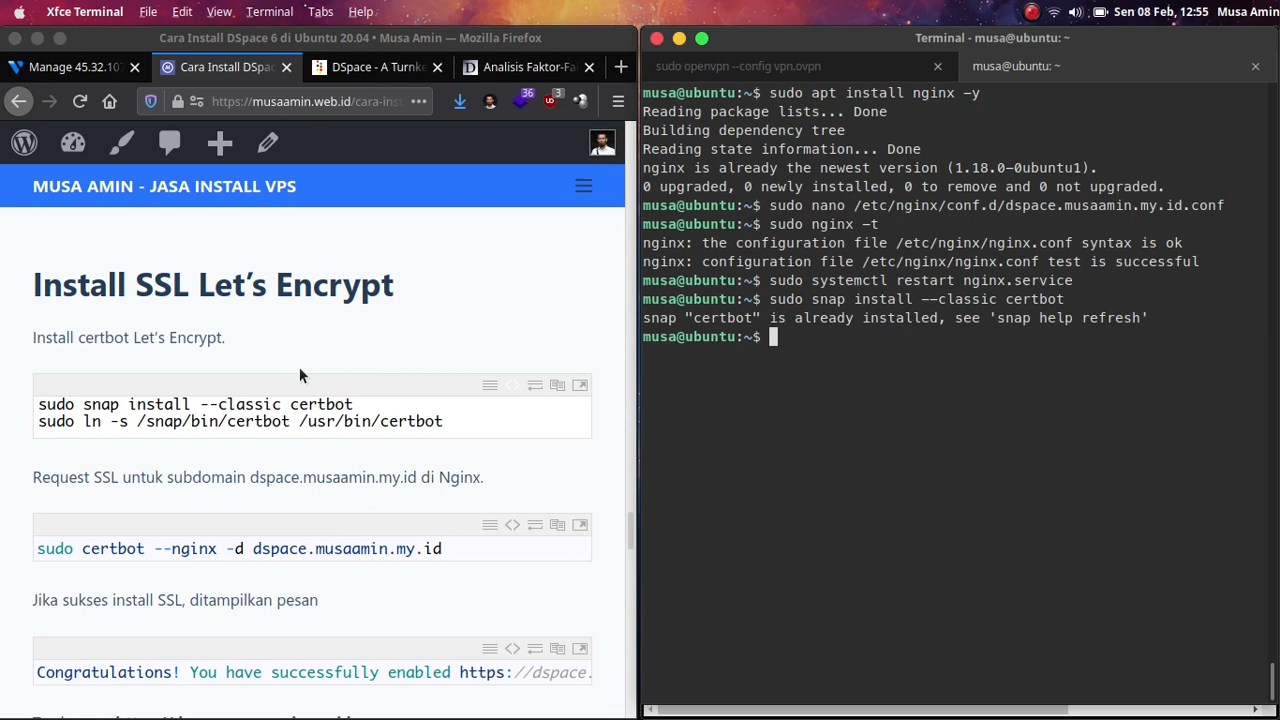 Xfce Terminal File Edit View Terminal Tabs Help
Sen 08 Feb, 12:55 Musa Amin
Cara Install DSpace 6 di Ubuntu 20.04 • Musa Amin — Mozilla Firefox
Manage 45.32.107
Cara Install DSpac
DSpace - A Turnke
Analisis Faktor-Fa
https://musaamin.web.id/cara-inst
36
3
MUSA AMIN - JASA INSTALL VPS
Install SSL Let’s Encrypt
Install certbot Let’s Encrypt.
sudo snap install --classic certbot
sudo ln -s /snap/bin/certbot /usr/bin/certbot
Request SSL untuk subdomain dspace.musaamin.my.id di Nginx.
sudo certbot --nginx -d dspace.musaamin.my.id
Jika sukses install SSL, ditampilkan pesan
Congratulations! You have successfully enabled https://dspace.
Terminal - musa@ubuntu: ~
sudo openvpn --config vpn.ovpn
musa@ubuntu: ~
musa@ubuntu:~$ sudo apt install nginx -y
Reading package lists... Done
Building dependency tree
Reading state information... Done
nginx is already the newest version (1.18.0-0ubuntu1).
0 upgraded, 0 newly installed, 0 to remove and 0 not upgraded.
musa@ubuntu:~$ sudo nano /etc/nginx/conf.d/dspace.musaamin.my.id.conf
musa@ubuntu:~$ sudo nginx -t
nginx: the configuration file /etc/nginx/nginx.conf syntax is ok
nginx: configuration file /etc/nginx/nginx.conf test is successful
musa@ubuntu:~$ sudo systemctl restart nginx.service
musa@ubuntu:~$ sudo snap install --classic certbot
snap "certbot" is already installed, see 'snap help refresh'
musa@ubuntu:~$